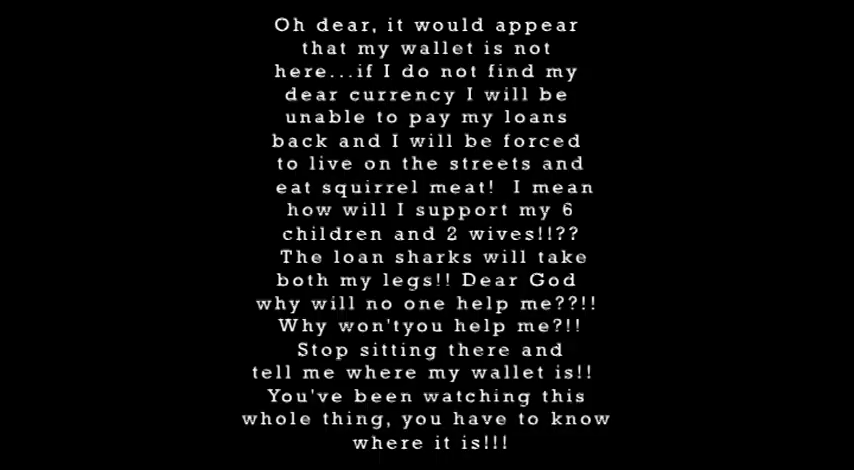 Oh dear, it would appear
that my wallet is not
here...if I do not find my
dear currency I will be
unable to pay my loans
back and I will be forced
to live on the streets and
eat squirrel meat! I mean
how will I support my 6
children and 2 wives!!??
The loan sharks will take
both my legs!! Dear God
why will no one help me??!!
Why won'tyou help me?!!
Stop sitting there and
tell me where my wallet is!!
You've been watching this
whole thing, you have to know
where it is!!!